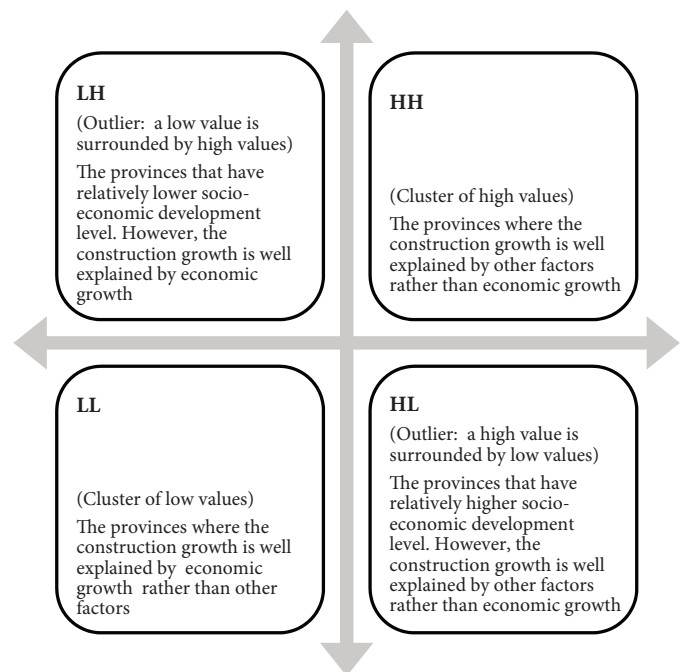 LH
(Outlier: a low value is
surrounded by high values)
The provinces that have
relatively lower socio-
economic development
level. However, the
construction growth is well
explained by economic
growth
HH
(Cluster of high values)
The provinces where the
construction growth is well
explained by other factors
rather than economic growth
LL
(Cluster of low values)
The provinces where the
construction growth is well
explained by economic
growth rather than other
factors
HL
(Outlier: a high value is
surrounded by low values)
The provinces that have
relatively higher socio-
economic development
level. However, the
construction growth is well
explained by other factors
rather than economic growth